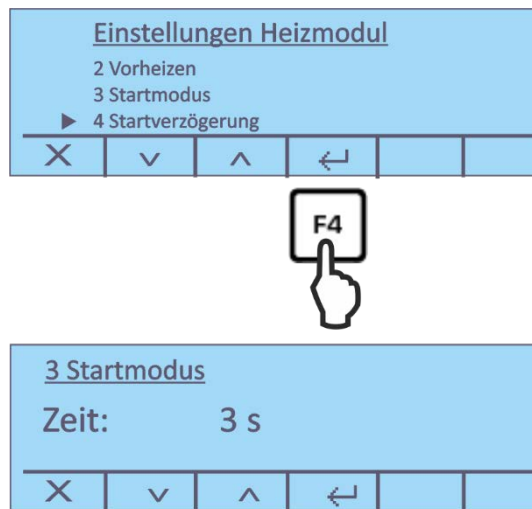 Einstellungen Heizmodul
2 Vorheizen
3 Startmodus
▶ 4 Startverzögerung
X ∨ ∧ ↵
F4
3 Startmodus
Zeit: 3 s
X ∨ ∧ ↵